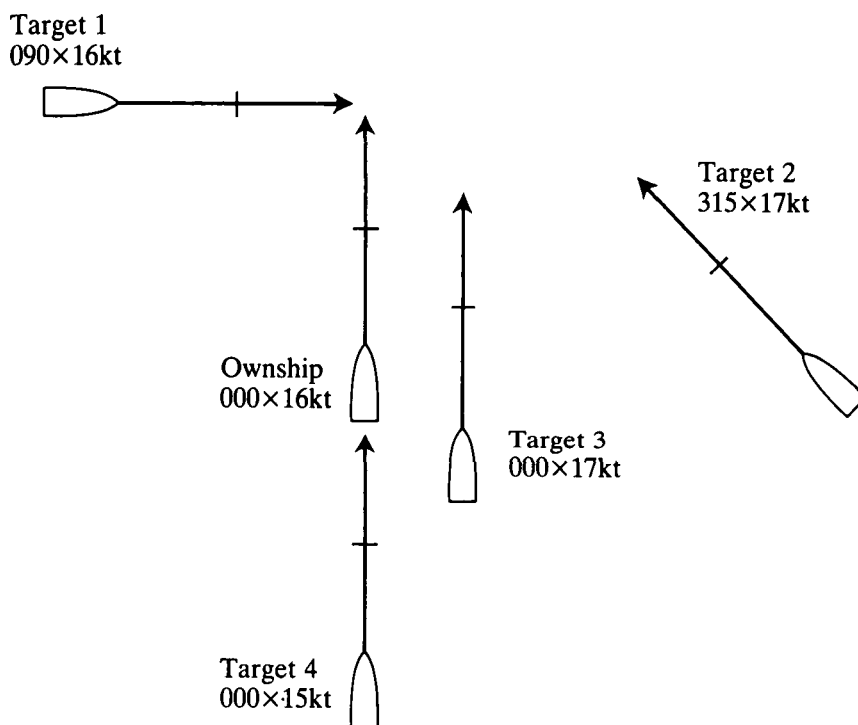 Target 1
090×16kt
Target 2
315×17kt
Ownship
000×16kt
Target 3
000×17kt
Target 4
000×15kt